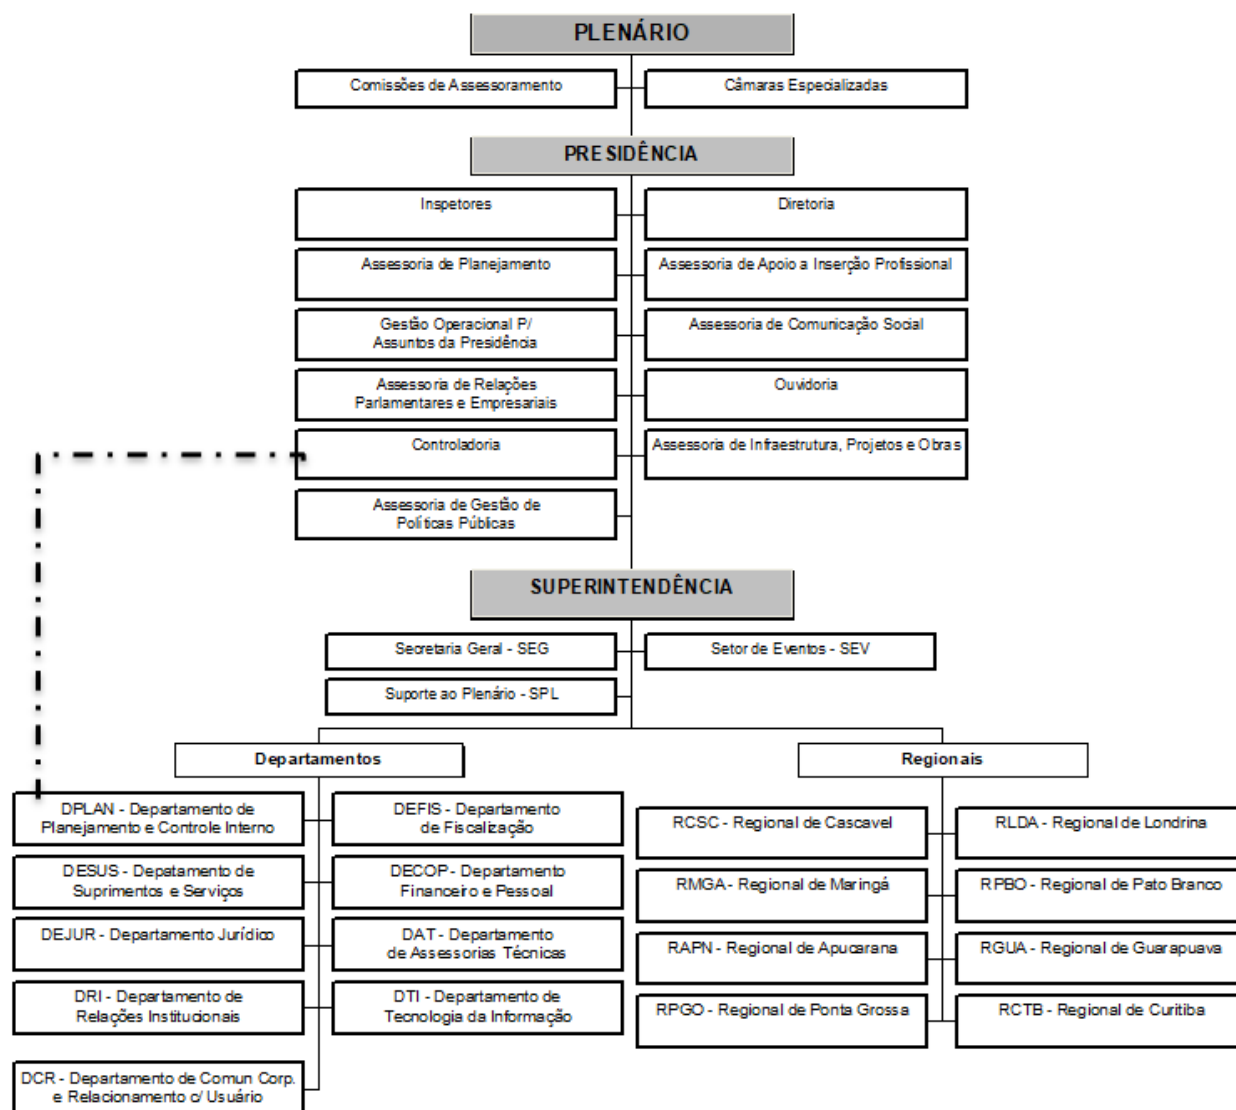 PLENÁRIO
Comissões de Assessoramento
Câmaras Especializadas
PRESIDÊNCIA
Inspetores
Diretoria
Assessoria de Planejamento
Assessoria de Apoio a Inserção Profissional
Gestão Operacional P/
Assuntos da Presidência
Assessoria de Comunicação Social
Assessoria de Relações
Parlamentares e Empresariais
Ouvidoria
Controladoria
Assessoria de Infraestrutura, Projetos e Obras
Assessoria de Gestão de
Políticas Públicas
SUPERINTENDÊNCIA
Secretaria Geral - SEG
Setor de Eventos - SEV
Suporte ao Plenário - SPL
Departamentos
DPLAN - Departamento de
Planejamento e Controle Interno
DEFIS - Departamento
de Fiscalização
DESUS - Depatamento de
Suprimentos e Serviços
DECOP - Departamento
Financeiro e Pessoal
DEJUR - Departamento Jurídico
DAT - Departamento
de Assessorias Técnicas
DRI - Departamento de
Relações Institucionais
DTI - Departamento de
Tecnologia da Informação
DCR - Departamento de Comun Corp.
e Relacionamento c/ Usuário
Regionais
RCSC - Regional de Cascavel
RLDA - Regional de Londrina
RMGA - Regional de Maringá
RPBO - Regional de Pato Branco
RAPN - Regional de Apucarana
RGUA - Regional de Guarapuava
RPGO - Regional de Ponta Grossa
RCTB - Regional de Curitiba